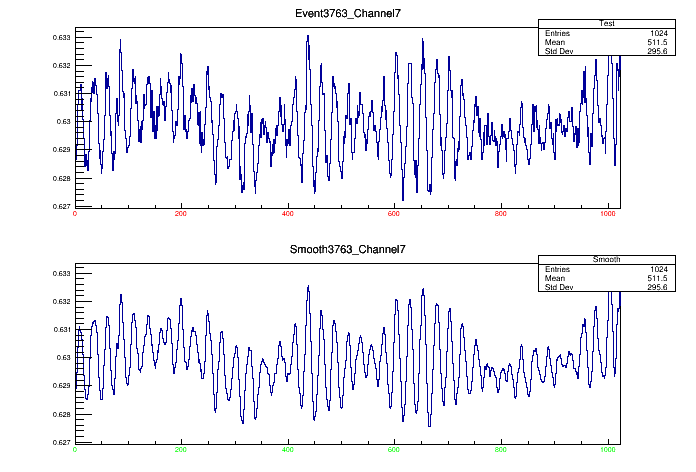 Event3763_Channel7
Test
Entries 1024
Mean 511.5
Std Dev 295.6
0.633
0.632
0.631
0.63
0.629
0.628
0.627
0 200 400 600 800 1000
Smooth3763_Channel7
Smooth
Entries 1024
Mean 511.5
Std Dev 295.6
0.633
0.632
0.631
0.63
0.629
0.628
0.627
0 200 400 600 800 1000